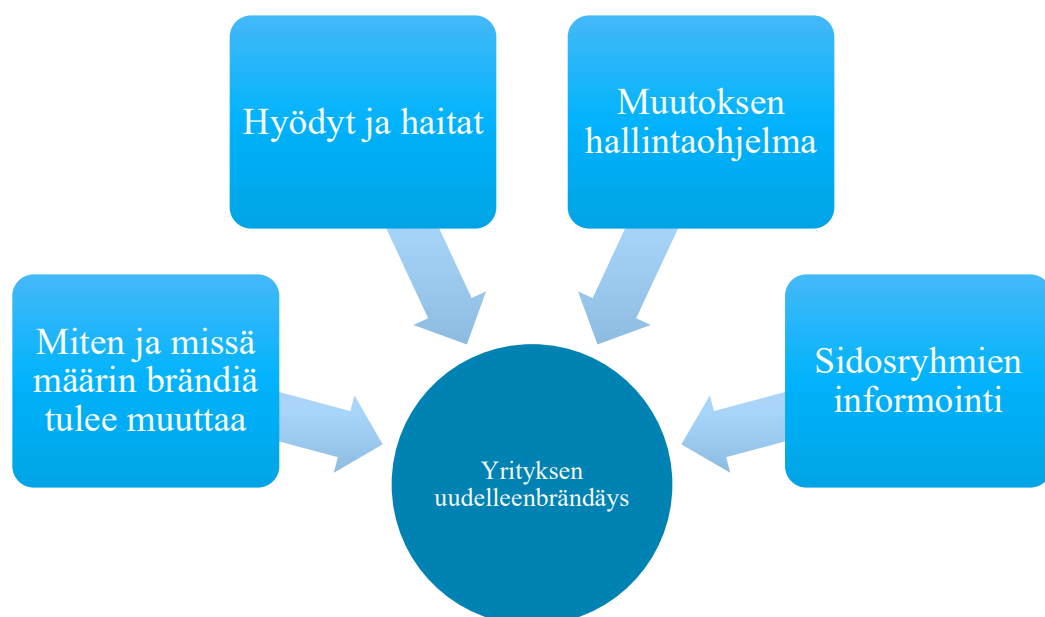 Hyödyt ja haitat
Muutoksen
hallintaohjelma
Miten ja missä
määrin brändiä
tulee muuttaa
Sidosryhmien
informointi
Yrityksen
uudelleenbrändäys